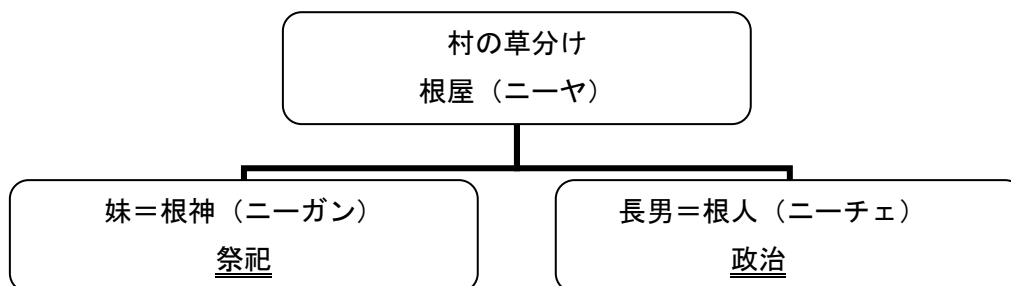 村の草分け
根屋（ニーヤ）
妹＝根神（ニーガン）
祭祀
長男＝根人（ニーチェ）
政治